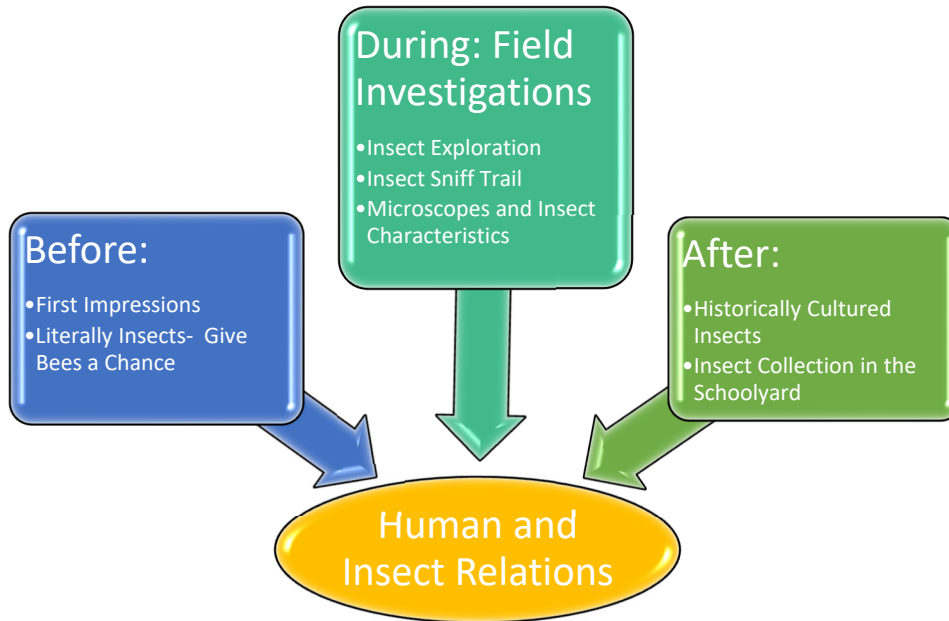 Before:
•First Impressions
•Literally Insects- Give
Bees a Chance
During: Field
Investigations
•Insect Exploration
•Insect Sniff Trail
•Microscopes and Insect
Characteristics
After:
•Historically Cultured
Insects
•Insect Collection in the
Schoolyard
Human and
Insect Relations